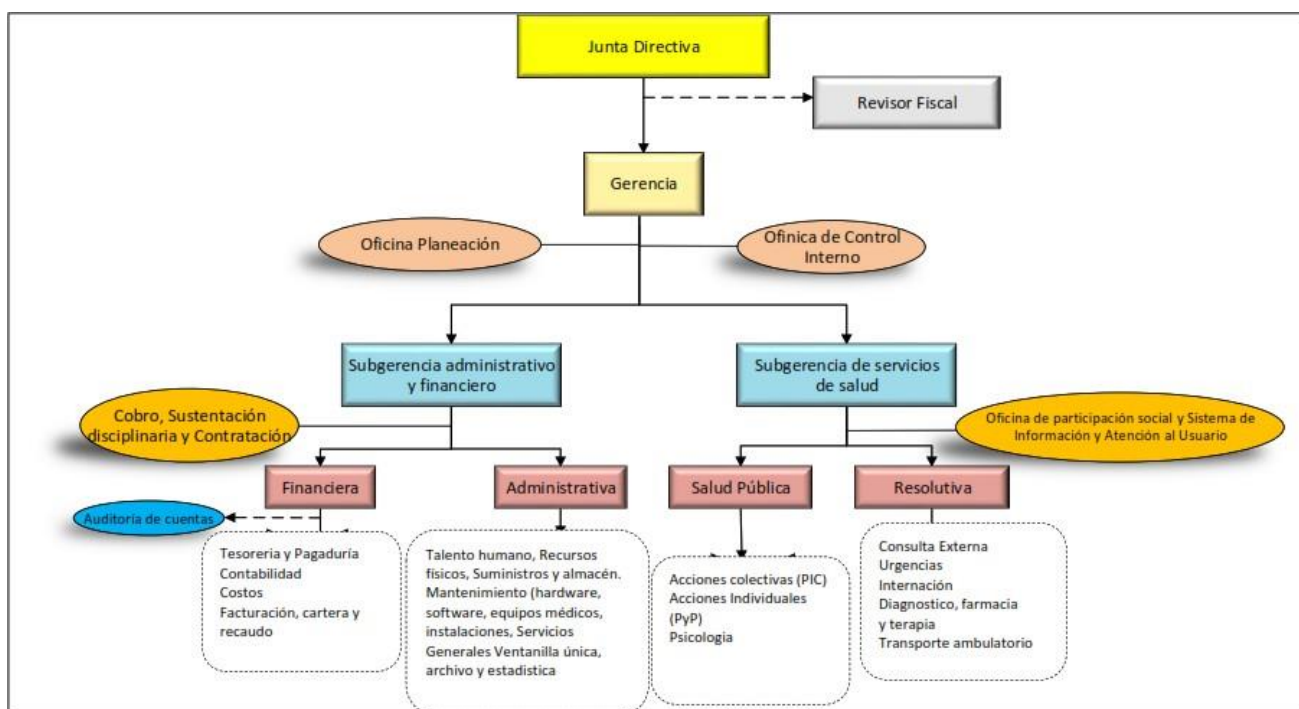 Junta Directiva
Revisor Fiscal
Gerencia
Oficina Planeación
Ofinica de Control
Interno
Subgerencia administrativo
y financiero
Subgerencia de servicios
de salud
Cobro, Sustentación
disciplinaria y Contratación
Oficina de participación social y Sistema de
Información y Atención al Usuario
Financiera
Administrativa
Salud Pública
Resolutiva
Auditoría de cuentas
Tesoreria y Pagaduría
Contabilidad
Costos
Facturación, cartera y
recaudo
Talento humano, Recursos
físicos, Suministros y almacén.
Mantenimiento (hardware,
software, equipos médicos,
instalaciones, Servicios
Generales Ventanilla única,
archivo y estadistica
Acciones colectivas (PIC)
Acciones Individuales
(PyP)
Psicologia
Consulta Externa
Urgencias
Internación
Diagnostico, farmacia
y terapia
Transporte ambulatorio